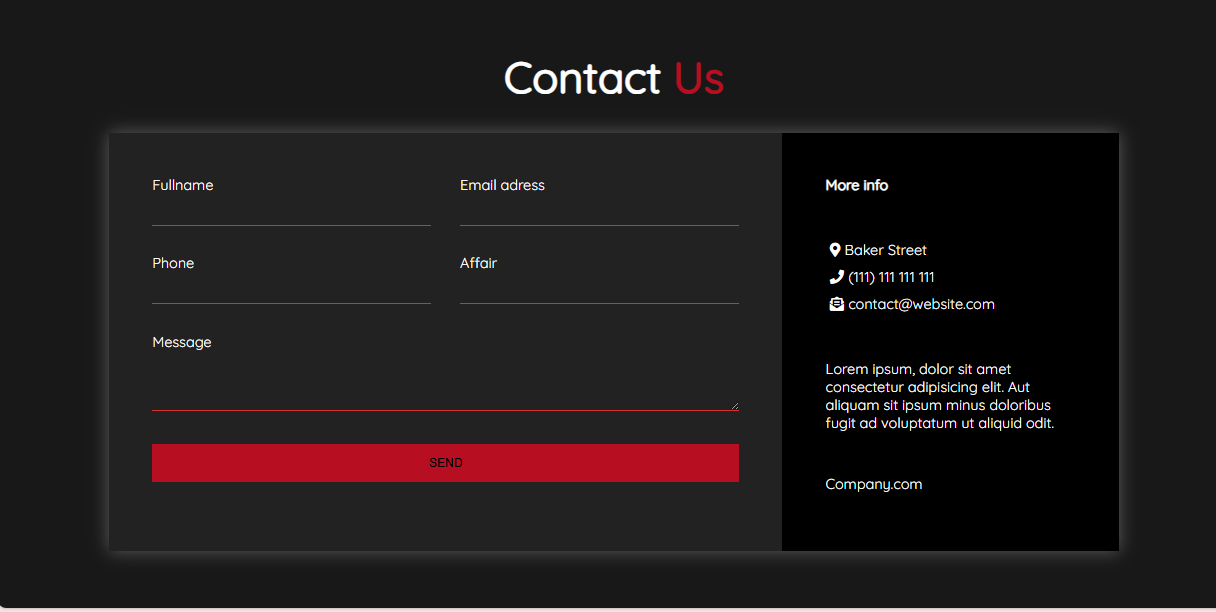 Contact Us
Fullname
Email adress
Phone
Affair
Message
SEND
More info
Baker Street
(111) 111 111 111
contact@website.com
Lorem ipsum, dolor sit amet
consectetur adipisicing elit. Aut
aliquam sit ipsum minus doloribus
fugit ad voluptatum ut aliquid odit.
Company.com